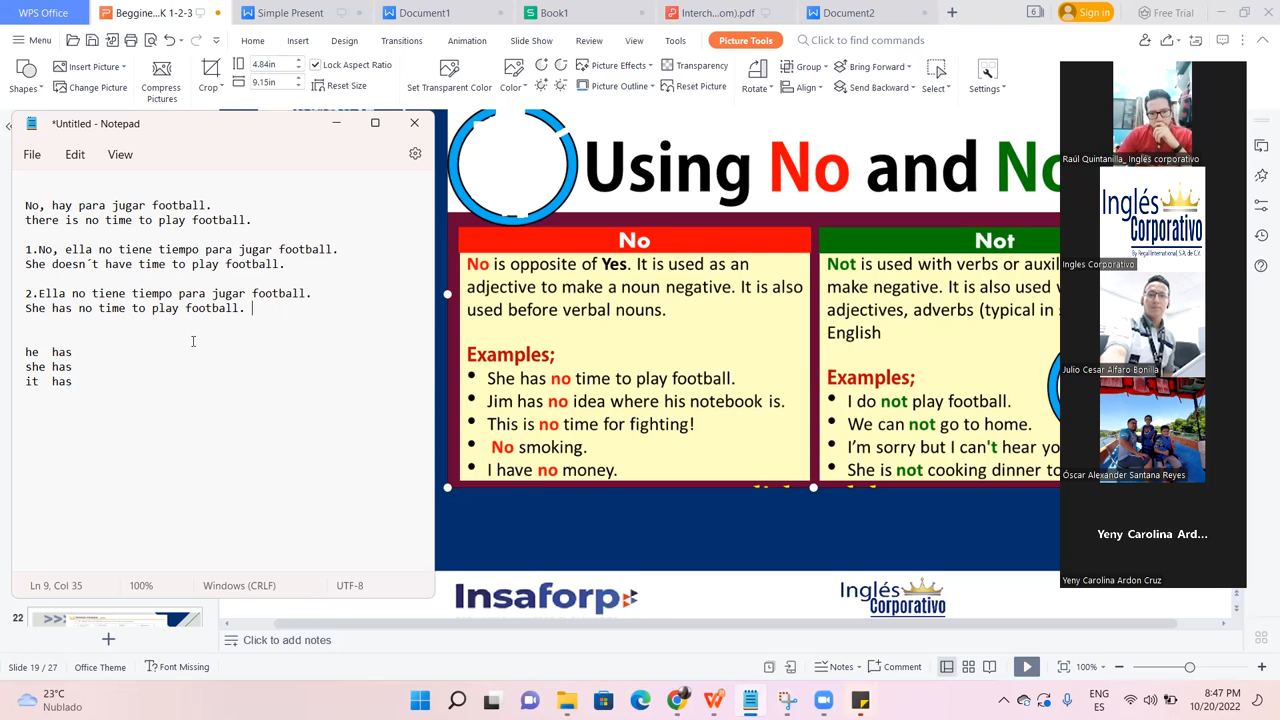 WPS Office
Beggine...K 1-2-3
Document1
Book1
Interch...om).pdf
Document2
6
Sign in
Free Trial
Menu
Home
Insert
Design
Transitions
Animation
Slide Show
Review
View
Tools
Picture Tools
Click to find commands
Shapes
Insert Picture
Picture
Compress Pictures
Crop
4.84in
9.15in
Lock Aspect Ratio
Reset Size
Set Transparent Color
Color
Picture Effects
Picture Outline
Transparency
Reset Picture
Rotate
Group
Align
Bring Forward
Send Backward
Select
Settings
*Untitled - Notepad
File
Edit
View
hay para jugar football.
there is no time to play football.
1.No, ella no tiene tiempo para jugar football.
She doesn´t have time to play football.
2.Ella no tiene tiempo para jugar football.
She has no time to play football.
he has
she has
it has
Ln 9, Col 35
100%
Windows (CRLF)
UTF-8
Using No and No
No
No is opposite of Yes. It is used as an
adjective to make a noun negative. It is also
used before verbal nouns.
Examples;
• She has no time to play football.
• Jim has no idea where his notebook is.
• This is no time for fighting!
• No smoking.
• I have no money.
Not
Not is used with verbs or auxil
make negative. It is also used
adjectives, adverbs (typical in
English
Examples;
• I do not play football.
• We can not go to home.
• I'm sorry but I can't hear yo
• She is not cooking dinner to
Insaforp
Inglés
Corporativo
Raúl Quintanilla_ Inglés corporativo
Inglés
Corporativo
By Regal International, S.A. de C.V.
Ingles Corporativo
Julio Cesar Alfaro Bonilla
Óscar Alexander Santana Reyes
Yeny Carolina Ard...
Yeny Carolina Ardon Cruz
22
Click to add notes
Slide 19 / 27
Office Theme
Font Missing
Notes
Comment
100%
23°C
Nublado
ENG
ES
8:47 PM
10/20/2022